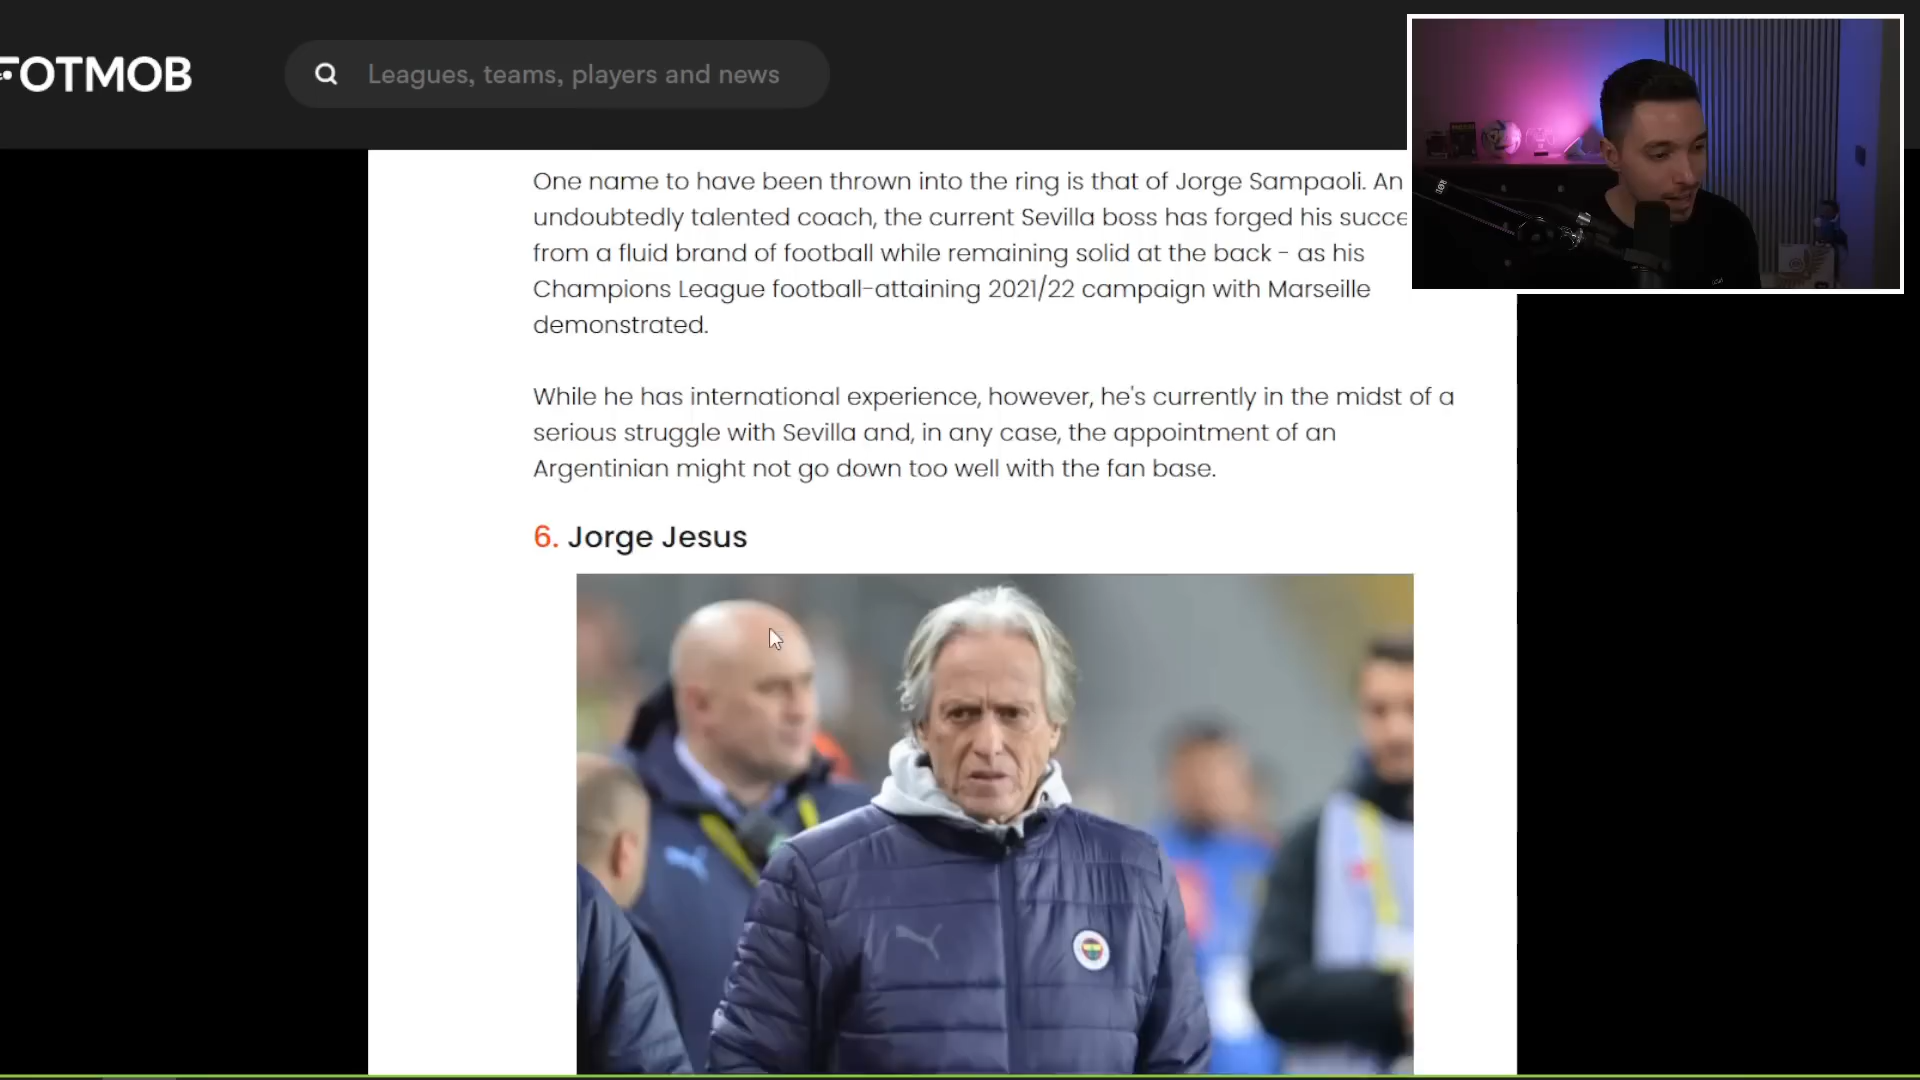 FOTMOB
Leagues, teams, players and news
One name to have been thrown into the ring is that of Jorge Sampaoli. An
undoubtedly talented coach, the current Sevilla boss has forged his succe
from a fluid brand of football while remaining solid at the back - as his
Champions League football-attaining 2021/22 campaign with Marseille
demonstrated.
While he has international experience, however, he's currently in the midst of a
serious struggle with Sevilla and, in any case, the appointment of an
Argentinian might not go down too well with the fan base.
6. Jorge Jesus